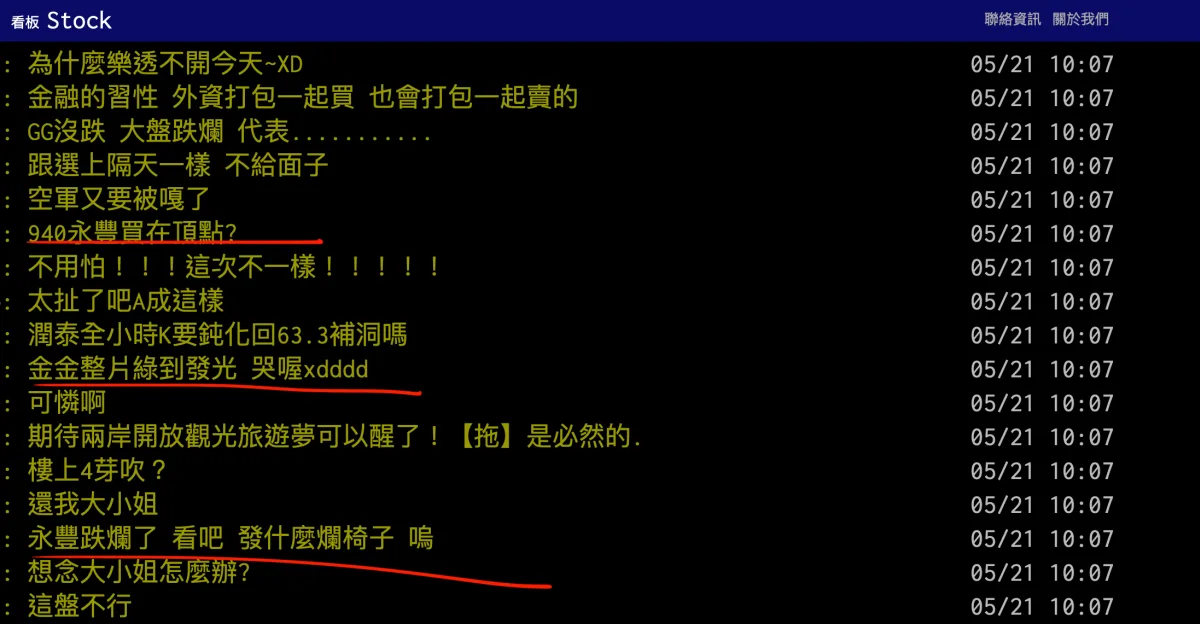 看板 Stock 聯絡資訊 關於我們
: 為什麼樂透不開今天~XD 05/21 10:07
: 金融的習性 外資打包一起買 也會打包一起賣的 05/21 10:07
: GG沒跌 大盤跌爛 代表........... 05/21 10:07
: 跟選上隔天一樣 不給面子 05/21 10:07
: 空軍又要被嘎了 05/21 10:07
: 940永豐買在頂點? 05/21 10:07
: 不用怕！！！這次不一樣！！！！！ 05/21 10:07
: 太扯了吧A成這樣 05/21 10:07
: 潤泰全小時K要鈍化回63.3補洞嗎 05/21 10:07
: 金金整片綠到發光 哭喔xdddd 05/21 10:07
: 可憐啊 05/21 10:07
: 期待兩岸開放觀光旅遊夢可以醒了！【拖】是必然的. 05/21 10:07
: 樓上4芽吹？ 05/21 10:07
: 還我大小姐 05/21 10:07
: 永豐跌爛了 看吧 發什麼爛椅子 嗚 05/21 10:07
: 想念大小姐怎麼辦? 05/21 10:07
: 這盤不行 05/21 10:07